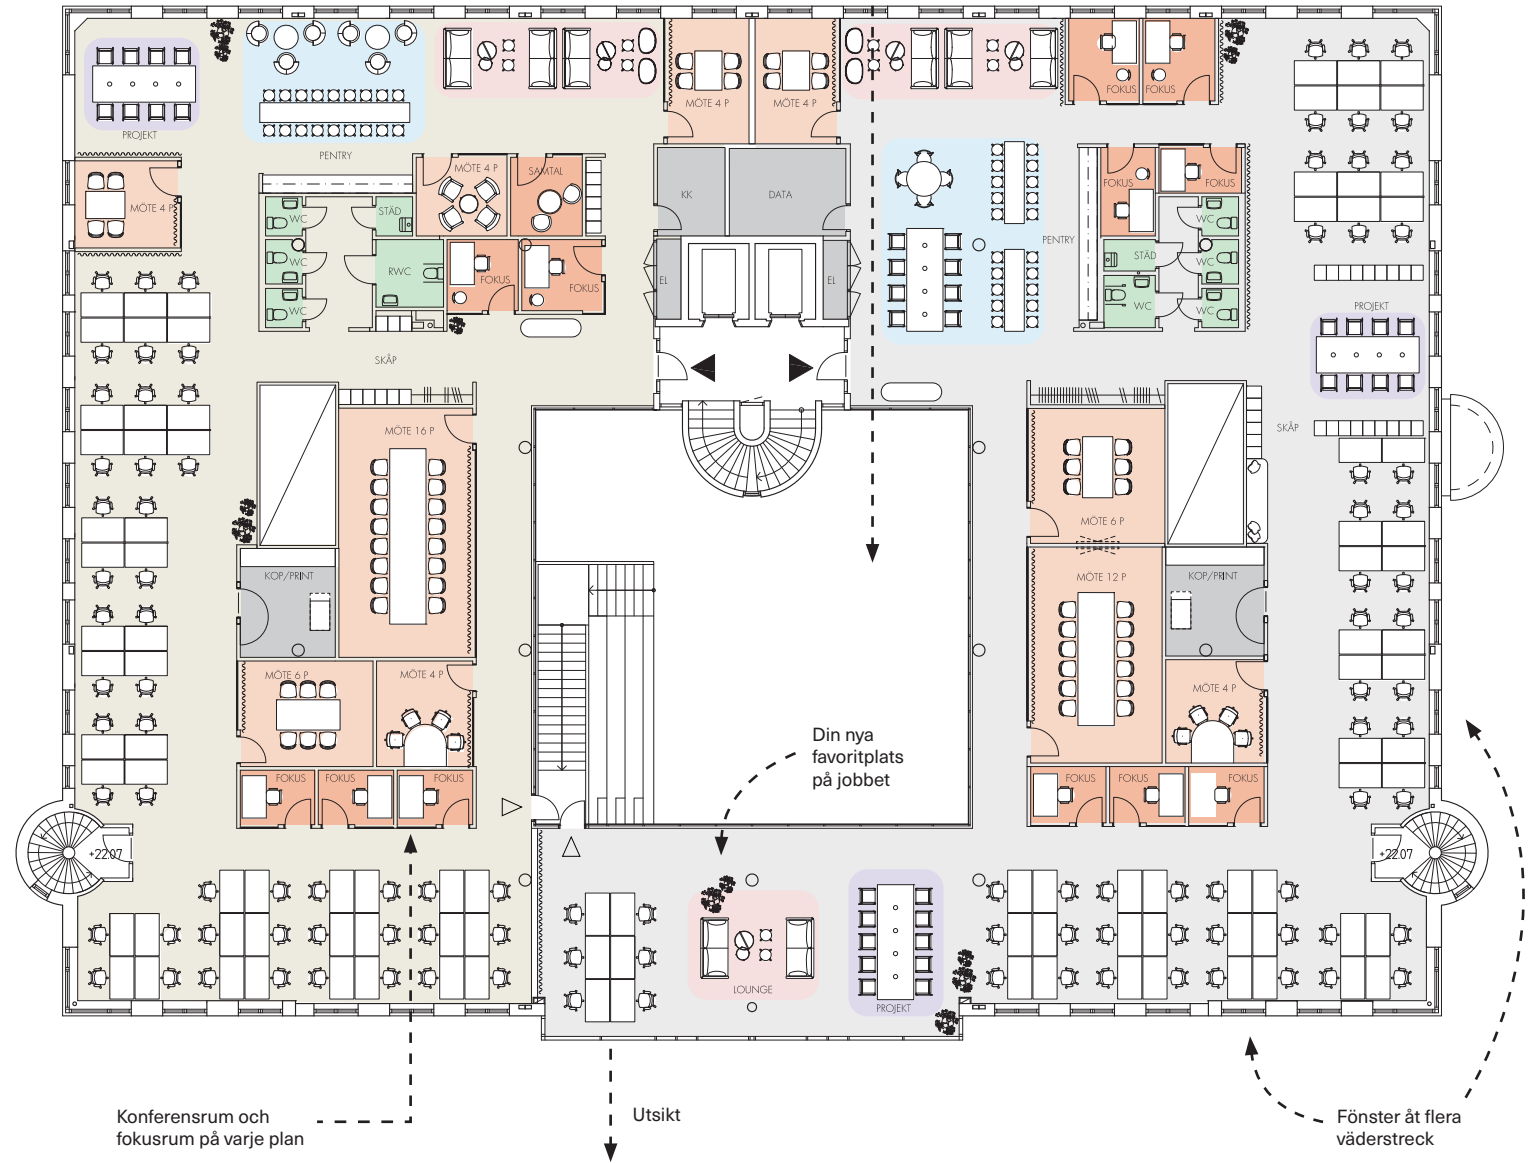 MÖTE 4 P
MÖTE 4 P
FOKUS
FOKUS
PROJEKT
PENTRY
MÖTE 4 P
SAMTAL
KK
DATA
FOKUS
FOKUS
MÖTE 4 P
WC
STÄD
WC
RWC
WC
FOKUS
FOKUS
EL
EL
PENTRY
WC
STÄD
WC
WC
WC
PROJEKT
SKÅP
MÖTE 16 P
SKÅP
MÖTE 6 P
KOP/PRINT
MÖTE 12 P
KOP/PRINT
MÖTE 6 P
MÖTE 4 P
MÖTE 4 P
Din nya
favoritplats
på jobbet
FOKUS
FOKUS
FOKUS
FOKUS
FOKUS
FOKUS
+22.07
+22.07
LOUNGE
PROJEKT
Konferensrum och
fokusrum på varje plan
Utsikt
Fönster åt flera
väderstreck